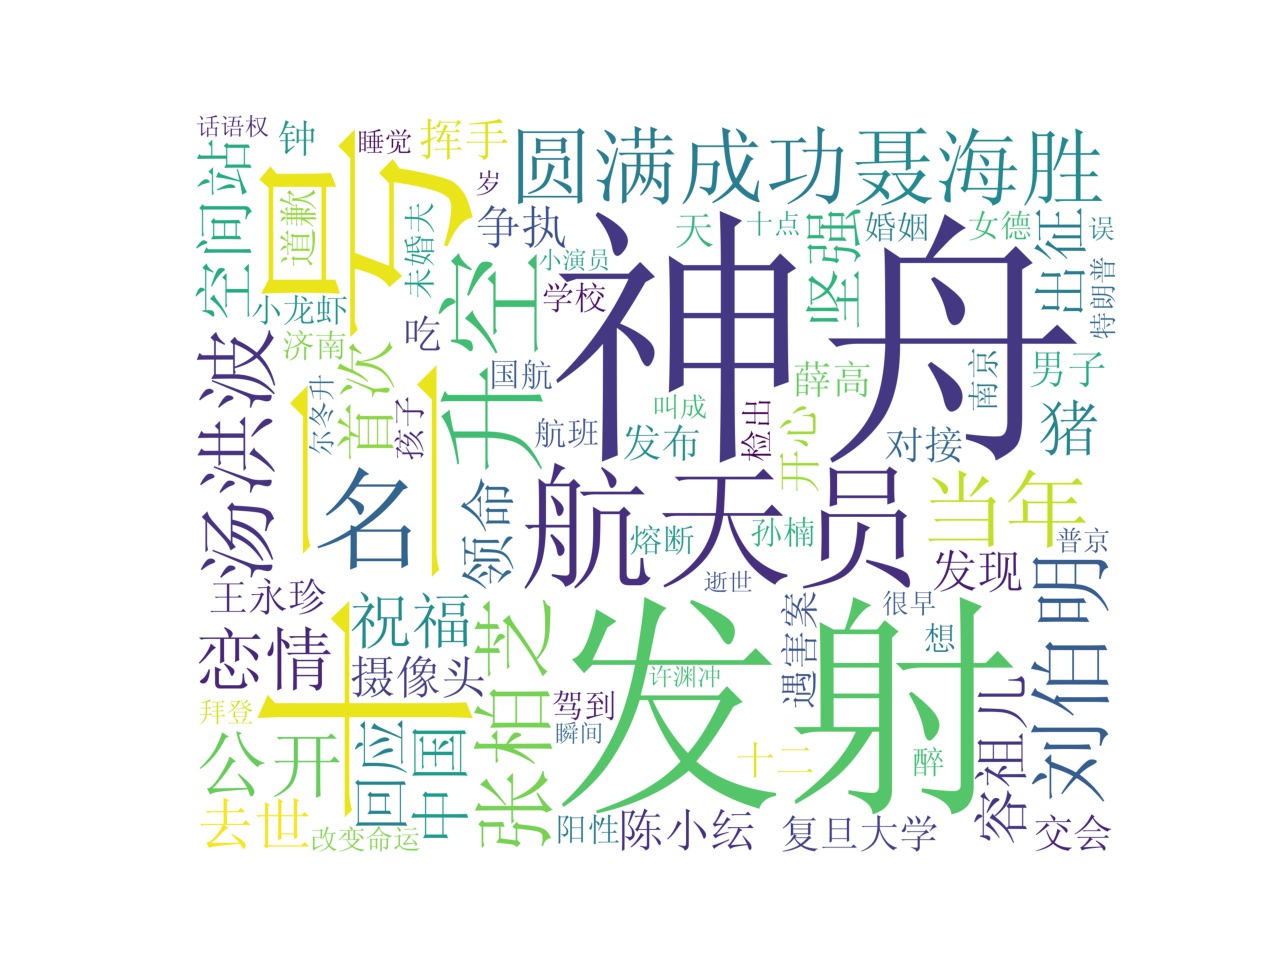 话语权
钟
睡觉
挥手
圆满成功
聂海胜
空间站
号
道歉
岁
争执
未婚夫
空
升
小演员
天
十点
坚强
婚姻
女德
出征
误
特朗普
学校
小龙虾
吃
济南
首次
神舟
国航
汤洪波
二
尔冬升
孩子
薛高
南京
男子
叫成
检出
开心
航班
发布
对接
猪
名
领命
航天员
当年
熔断
孙楠
普京
发现
逝世
王永珍
祝福
张柏芝
发射
遇害案
很早
想
刘伯明
恋情
摄像头
十
许渊冲
拜登
驾到
瞬间
容祖儿
公开
回应
中国
十二
醉
去世
改变命运
阳性
陈小纭
复旦大学
交会